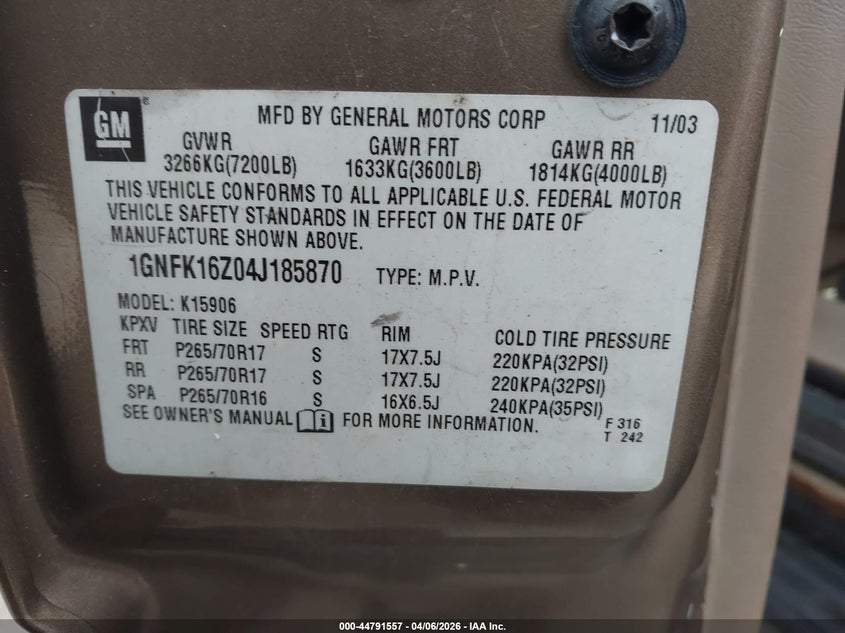 GM
MFD BY GENERAL MOTORS CORP 11/03
GVWR GAWR FRT GAWR RR
3266KG(7200LB) 1633KG(3600LB) 1814KG(4000LB)
THIS VEHICLE CONFORMS TO ALL APPLICABLE U.S. FEDERAL MOTOR
VEHICLE SAFETY STANDARDS IN EFFECT ON THE DATE OF
MANUFACTURE SHOWN ABOVE.
1GNFK16Z04J185870 TYPE: M.P.V.
MODEL: K15906
KPXV TIRE SIZE SPEED RTG RIM COLD TIRE PRESSURE
FRT P265/70R17 S 17X7.5J 220KPA(32PSI)
RR P265/70R17 S 17X7.5J 220KPA(32PSI)
SPA P265/70R16 S 16X6.5J 240KPA(35PSI)
SEE OWNER'S MANUAL i FOR MORE INFORMATION.
F 316
T 242
000-44791557 - 04/06/2026 - IAA Inc.